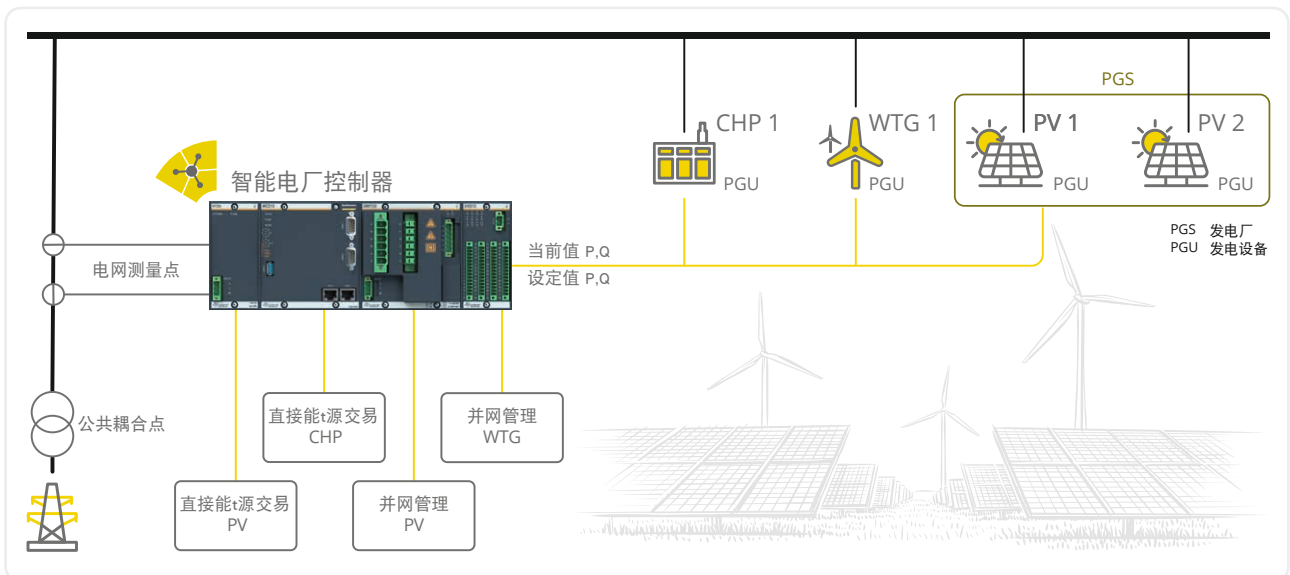 PGS
CHP 1
PGU
WTG 1
PGU
PV 1
PGU
PV 2
PGU
PGS 发电厂
PGU 发电设备
智能电厂控制器
当前值 P,Q
设定值 P,Q
电网测量点
公共耦合点
直接能t源交易
CHP
并网管理
WTG
直接能t源交易
PV
并网管理
PV